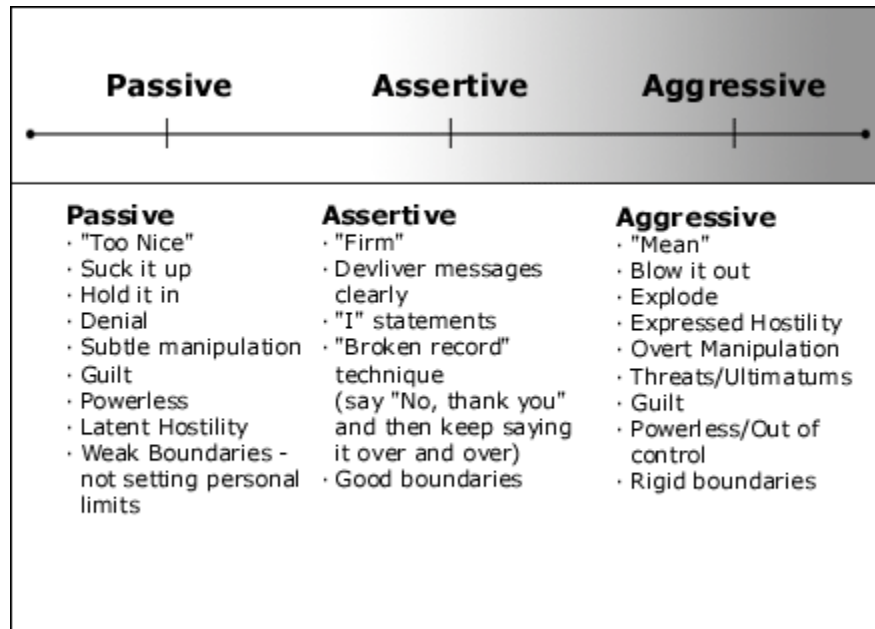 Passive Assertive Aggressive
Passive
· "Too Nice"
· Suck it up
· Hold it in
· Denial
· Subtle manipulation
· Guilt
· Powerless
· Latent Hostility
· Weak Boundaries -
not setting personal
limits
Assertive
· "Firm"
· Devliver messages
clearly
· "I" statements
· "Broken record"
technique
(say "No, thank you"
and then keep saying
it over and over)
· Good boundaries
Aggressive
· "Mean"
· Blow it out
· Explode
· Expressed Hostility
· Overt Manipulation
· Threats/Ultimatums
· Guilt
· Powerless/Out of
control
· Rigid boundaries